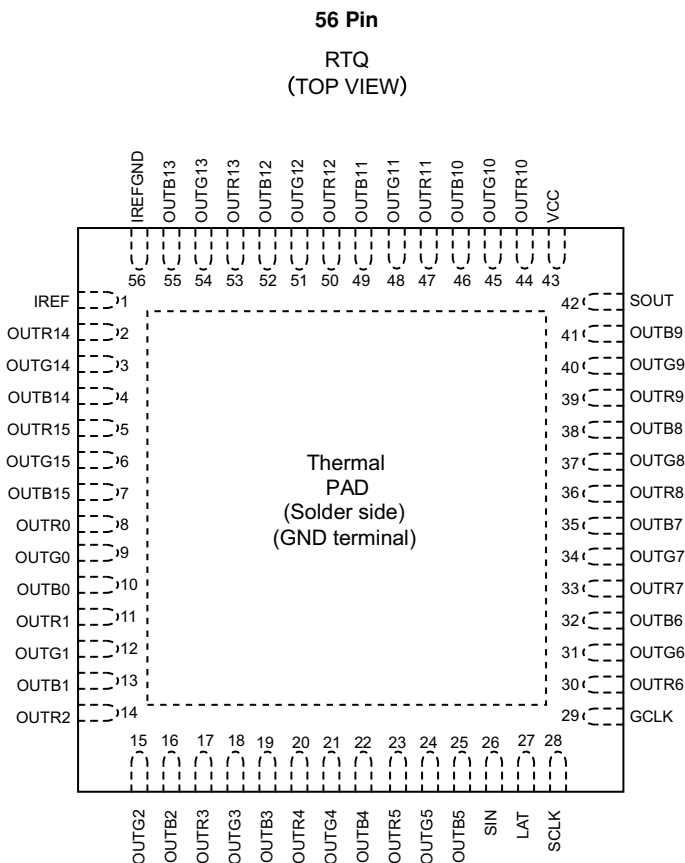 56 Pin
RTQ
(TOP VIEW)
IREFGND
OUTB13
OUTG13
OUTR13
OUTB12
OUTG12
OUTR12
OUTB11
OUTG11
OUTR11
OUTB10
OUTG10
OUTR10
VCC
56
55
54
53
52
51
50
49
48
47
46
45
44
43
IREF 1
OUTR14 2
OUTG14 3
OUTB14 4
OUTR15 5
OUTG15 6
OUTB15 7
OUTR0 8
OUTG0 9
OUTB0 10
OUTR1 11
OUTG1 12
OUTB1 13
OUTR2 14
Thermal
PAD
(Solder side)
(GND terminal)
42 SOUT
41 OUTB9
40 OUTG9
39 OUTR9
38 OUTB8
37 OUTG8
36 OUTR8
35 OUTB7
34 OUTG7
33 OUTR7
32 OUTB6
31 OUTG6
30 OUTR6
29 GCLK
15
16
17
18
19
20
21
22
23
24
25
26
27
28
OUTG2
OUTB2
OUTR3
OUTG3
OUTB3
OUTR4
OUTG4
OUTB4
OUTR5
OUTG5
OUTB5
SIN
LAT
SCLK